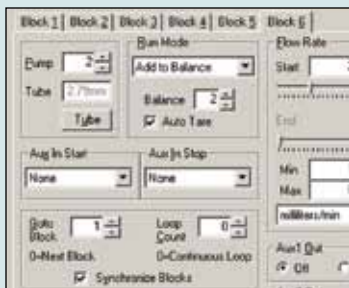 Block 1 Block 2 Block 3 Block 4 Block 5 Block 6
Run Mode
Flow Rate
Pump 2
Add to Balance
Start
Tube 2.79mm
Balance 2
Tube
Auto Tare
End
Aux In Start
Aux In Stop
Min
None
None
Max
milliliters/min
Goto Block 1
Loop Count 0
0=Next Block
0=Continuous Loop
Aux1 Out
Synchronize Blocks
Off